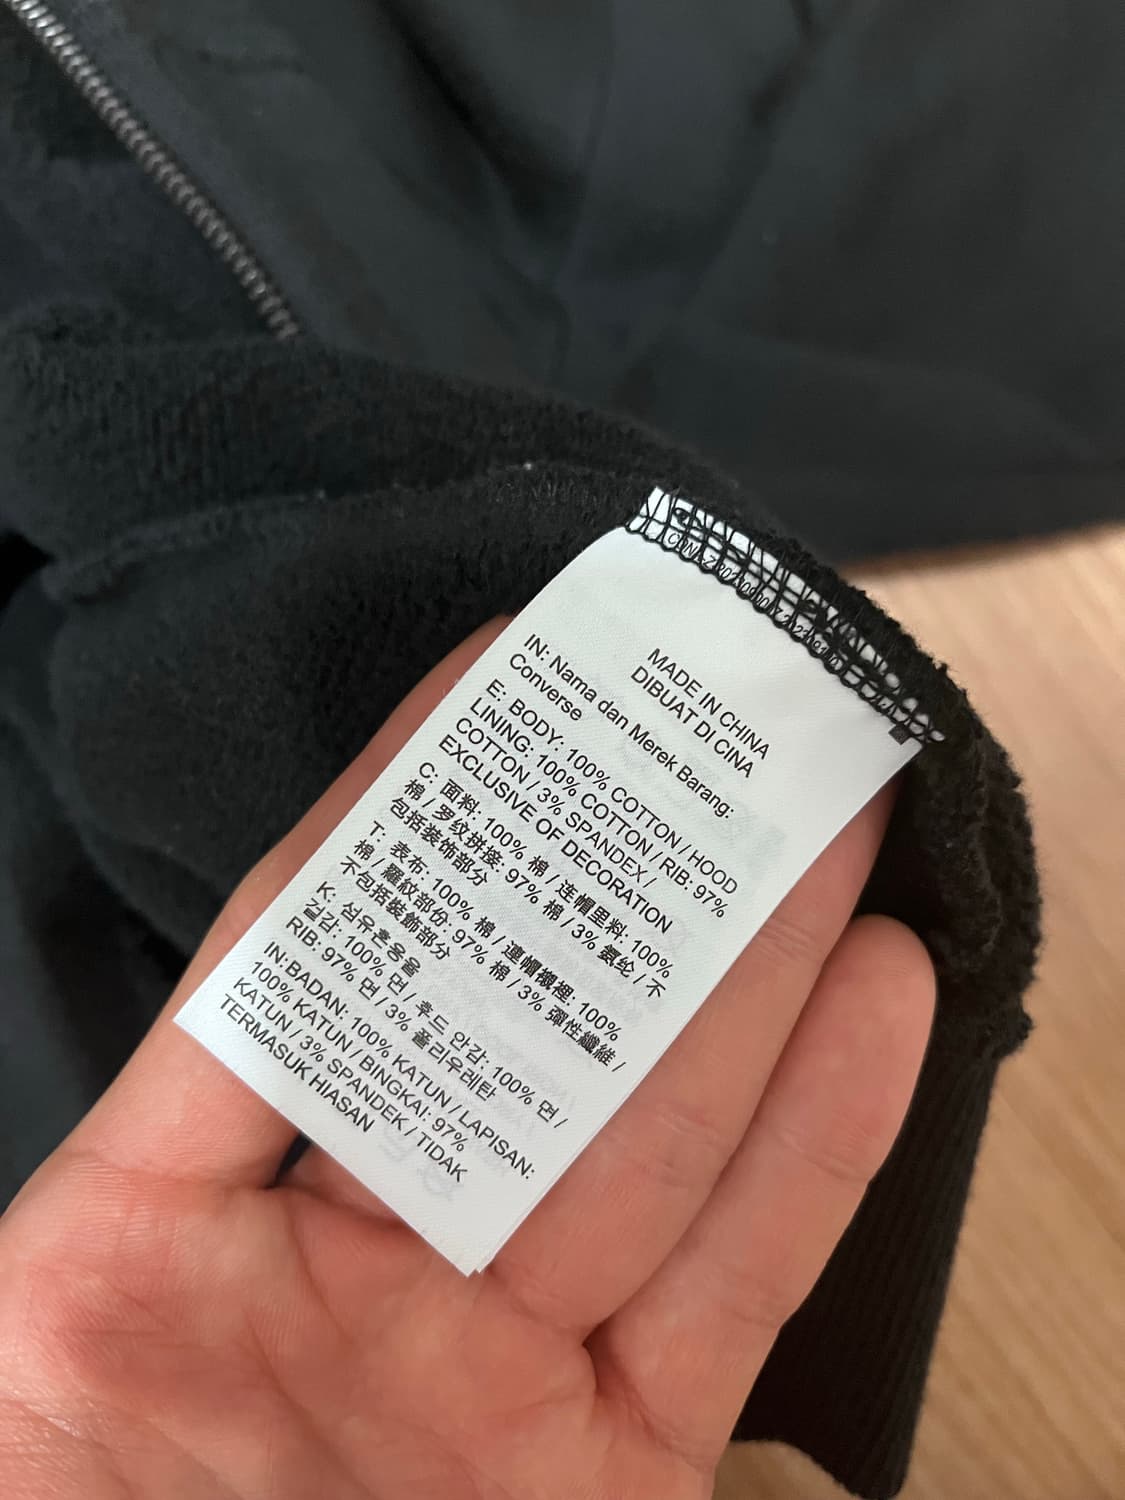 MADE IN CHINA
DIBUAT DI CINA
IN: Nama dan Merek Barang:
Converse
E: BODY: 100% COTTON / HOOD
LINING: 100% COTTON / RIB: 97%
COTTON / 3% SPANDEX /
EXCLUSIVE OF DECORATION
C: 面料: 100% 棉 / 连帽里料: 100%
棉 / 罗纹拼接: 97% 棉 / 3% 氨纶 / 不
包括装饰部分
T: 表布: 100% 棉 / 連帽襯裡: 100%
棉 / 羅紋部份: 97% 棉 / 3% 彈性纖維 /
不包括裝飾部分
K: 섬유혼용율
겉감: 100% 면 / 후드 안감: 100% 면 /
RIB: 97% 면 / 3% 폴리우레탄
IN:BADAN: 100% KATUN / LAPISAN:
100% KATUN / BINGKAI: 97%
KATUN / 3% SPANDEK / TIDAK
TERMASUK HIASAN